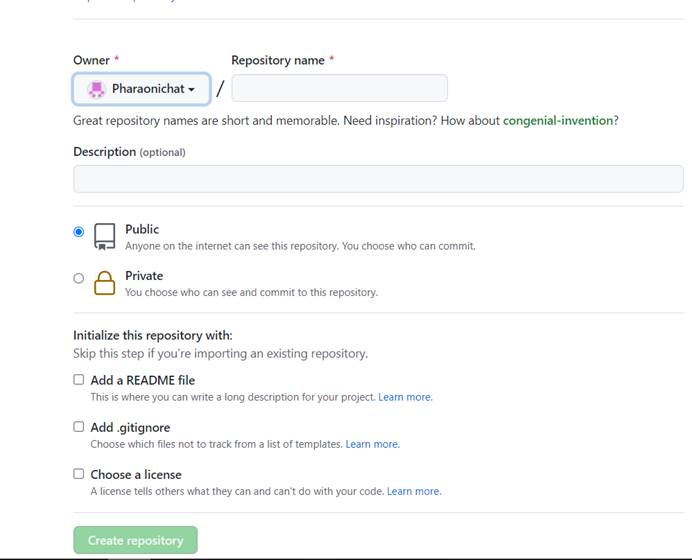 Owner * Repository name *
Pharaonichat /
Great repository names are short and memorable. Need inspiration? How about congenial-invention?
Description (optional)
Public
Anyone on the internet can see this repository. You choose who can commit.
Private
You choose who can see and commit to this repository.
Initialize this repository with:
Skip this step if you're importing an existing repository.
Add a README file
This is where you can write a long description for your project. Learn more.
Add .gitignore
Choose which files not to track from a list of templates. Learn more.
Choose a license
A license tells others what they can and can't do with your code. Learn more.
Create repository